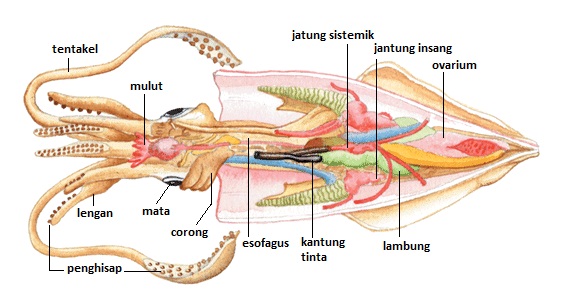 jatung sistemik
jantung insang
ovarium
tentakel
mulut
lengan
mata
corong
penghisap
esofagus
kantung
tinta
lambung